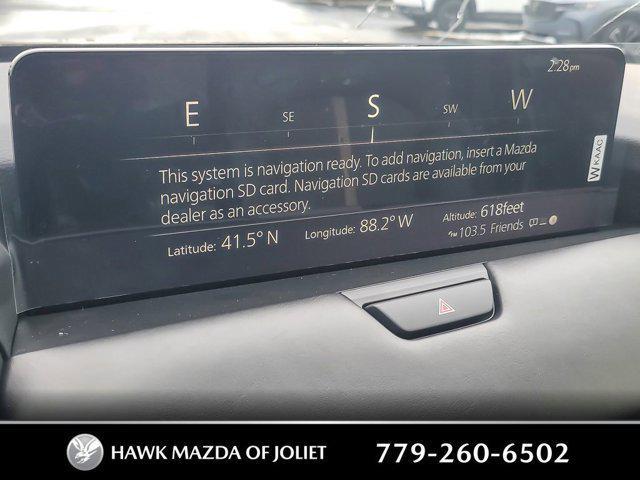 2:28pm
E SE S SW W
This system is navigation ready. To add navigation, insert a Mazda
navigation SD card. Navigation SD cards are available from your
dealer as an accessory.
Latitude: 41.5° N Longitude: 88.2° W Altitude: 618feet
FM 103.5 Friends
WKAAC
HAWK MAZDA OF JOLIET 779-260-6502